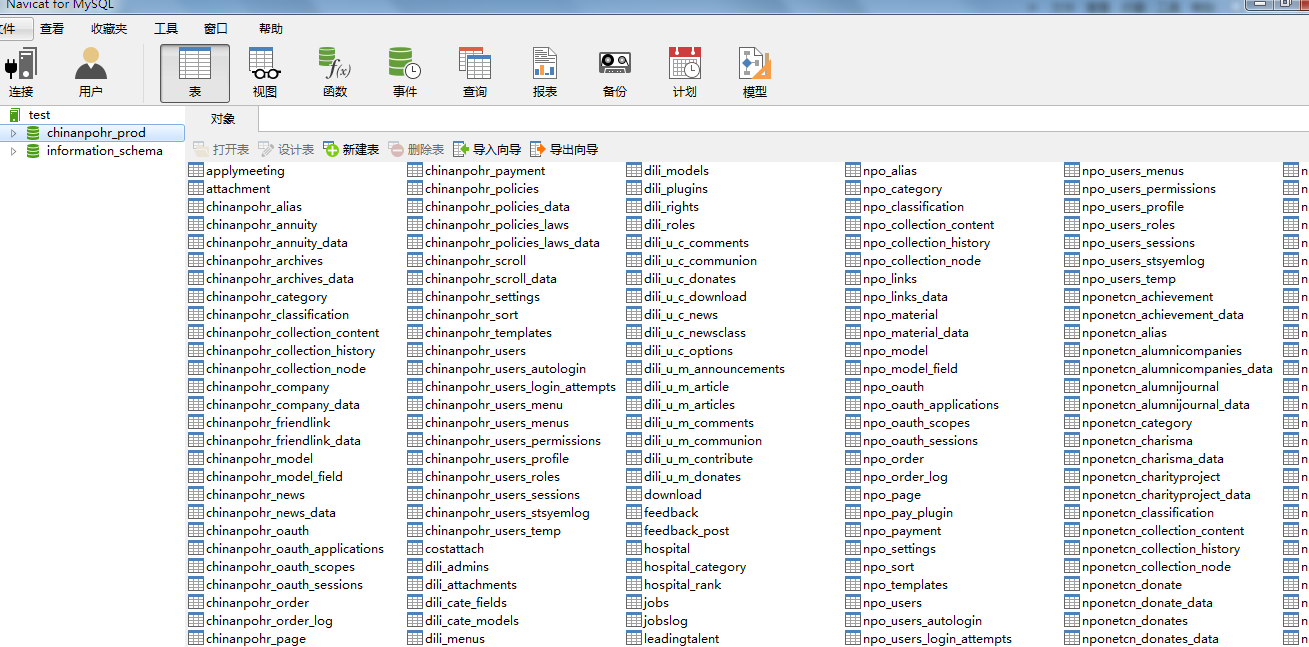 Navicat for MySQL
文件 查看 收藏夹 工具 窗口 帮助
连接 用户 表 视图 函数 事件 查询 报表 备份 计划 模型
test
chinanpohr_prod
information_schema
对象
打开表 设计表 新建表 删除表 导入向导 导出向导
applymeeting
attachment
chinanpohr_alias
chinanpohr_annuity
chinanpohr_annuity_data
chinanpohr_archives
chinanpohr_archives_data
chinanpohr_category
chinanpohr_classification
chinanpohr_collection_content
chinanpohr_collection_history
chinanpohr_collection_node
chinanpohr_company
chinanpohr_company_data
chinanpohr_friendlink
chinanpohr_friendlink_data
chinanpohr_model
chinanpohr_model_field
chinanpohr_news
chinanpohr_news_data
chinanpohr_oauth
chinanpohr_oauth_applications
chinanpohr_oauth_scopes
chinanpohr_oauth_sessions
chinanpohr_order
chinanpohr_order_log
chinanpohr_page
chinanpohr_payment
chinanpohr_policies
chinanpohr_policies_data
chinanpohr_policies_laws
chinanpohr_policies_laws_data
chinanpohr_scroll
chinanpohr_scroll_data
chinanpohr_settings
chinanpohr_sort
chinanpohr_templates
chinanpohr_users
chinanpohr_users_autologin
chinanpohr_users_login_attempts
chinanpohr_users_menu
chinanpohr_users_menus
chinanpohr_users_permissions
chinanpohr_users_profile
chinanpohr_users_roles
chinanpohr_users_sessions
chinanpohr_users_stsyemlog
chinanpohr_users_temp
costattach
dili_admins
dili_attachments
dili_cate_fields
dili_cate_models
dili_menus
dili_models
dili_plugins
dili_rights
dili_roles
dili_u_c_comments
dili_u_c_communion
dili_u_c_donates
dili_u_c_download
dili_u_c_news
dili_u_c_newsclass
dili_u_c_options
dili_u_m_announcements
dili_u_m_article
dili_u_m_articles
dili_u_m_comments
dili_u_m_communion
dili_u_m_contribute
dili_u_m_donates
download
feedback
feedback_post
hospital
hospital_category
hospital_rank
jobs
jobslog
leadingtalent
npo_alias
npo_category
npo_classification
npo_collection_content
npo_collection_history
npo_collection_node
npo_links
npo_links_data
npo_material
npo_material_data
npo_model
npo_model_field
npo_oauth
npo_oauth_applications
npo_oauth_scopes
npo_oauth_sessions
npo_order
npo_order_log
npo_page
npo_pay_plugin
npo_payment
npo_settings
npo_sort
npo_templates
npo_users
npo_users_autologin
npo_users_login_attempts
npo_users_menus
npo_users_permissions
npo_users_profile
npo_users_roles
npo_users_sessions
npo_users_stsyemlog
npo_users_temp
nponetcn_achievement
nponetcn_achievement_data
nponetcn_alias
nponetcn_alumnicompanies
nponetcn_alumnicompanies_data
nponetcn_alumnijournal
nponetcn_alumnijournal_data
nponetcn_category
nponetcn_charisma
nponetcn_charisma_data
nponetcn_charityproject
nponetcn_charityproject_data
nponetcn_classification
nponetcn_collection_content
nponetcn_collection_history
nponetcn_collection_node
nponetcn_donate
nponetcn_donate_data
nponetcn_donates
nponetcn_donates_data